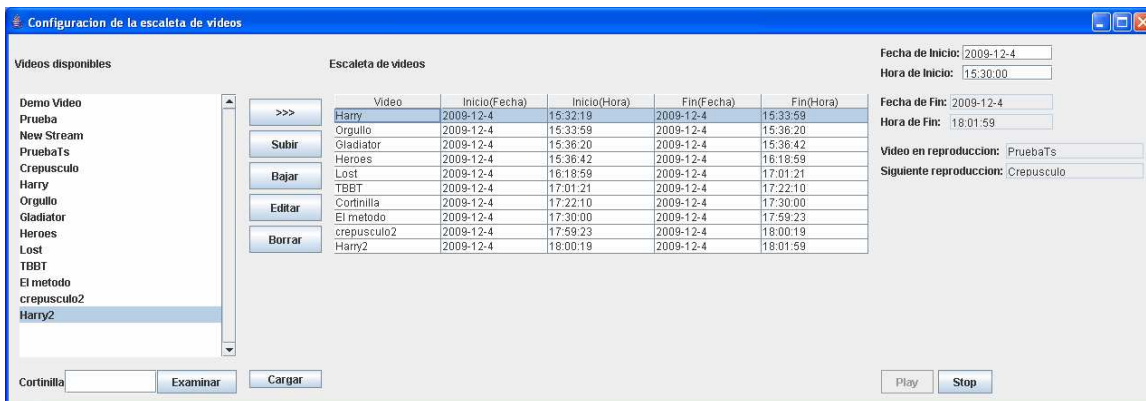 Configuracion de la escaleta de videos
Videos disponibles
Demo Video
Prueba
New Stream
PruebaTs
Crepusculo
Harry
Orgullo
Gladiator
Heroes
Lost
TBBT
El metodo
crepusculo2
Harry2
Cortinilla
Examinar
>>>
Subir
Bajar
Editar
Borrar
Cargar
Escaleta de videos
Video Inicio(Fecha) Inicio(Hora) Fin(Fecha) Fin(Hora)
Harry 2009-12-4 15:32:19 2009-12-4 15:33:59
Orgullo 2009-12-4 15:33:59 2009-12-4 15:36:20
Gladiator 2009-12-4 15:36:20 2009-12-4 15:36:42
Heroes 2009-12-4 15:36:42 2009-12-4 16:18:59
Lost 2009-12-4 16:18:59 2009-12-4 17:01:21
TBBT 2009-12-4 17:01:21 2009-12-4 17:22:10
Cortinilla 2009-12-4 17:22:10 2009-12-4 17:30:00
El metodo 2009-12-4 17:30:00 2009-12-4 17:59:23
crepusculo2 2009-12-4 17:59:23 2009-12-4 18:00:19
Harry2 2009-12-4 18:00:19 2009-12-4 18:01:59
Fecha de Inicio: 2009-12-4
Hora de Inicio: 15:30:00
Fecha de Fin: 2009-12-4
Hora de Fin: 18:01:59
Video en reproduccion: PruebaTs
Siguiente reproduccion: Crepusculo
Play
Stop